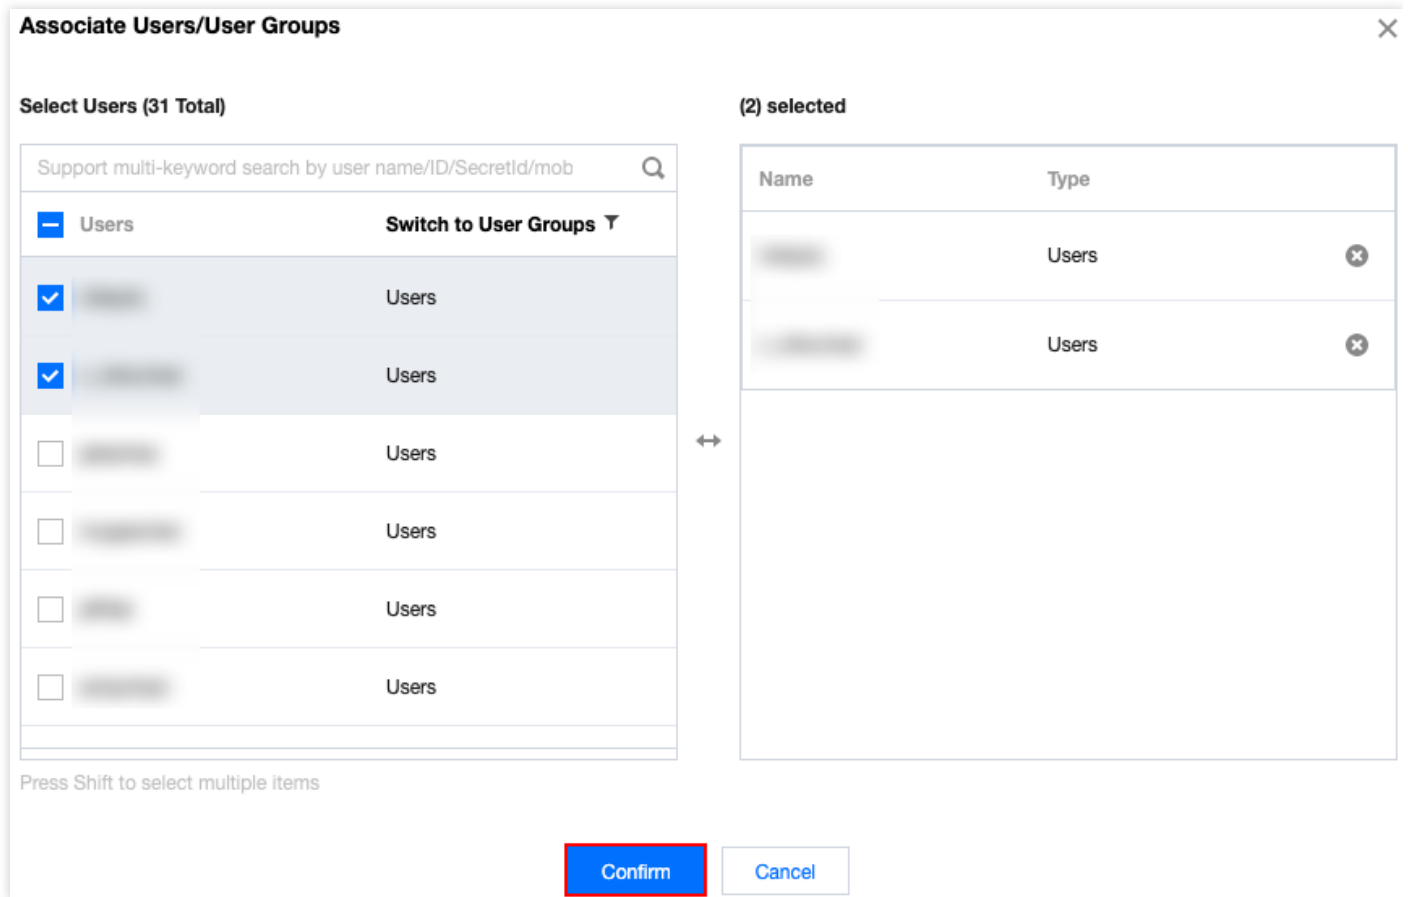 Associate Users/User Groups
Select Users (31 Total)
Support multi-keyword search by user name/ID/SecretId/mob
Users Switch to User Groups
Users
Users
Users
Users
Users
Users
Press Shift to select multiple items
(2) selected
Name Type
Users
Users
Confirm Cancel